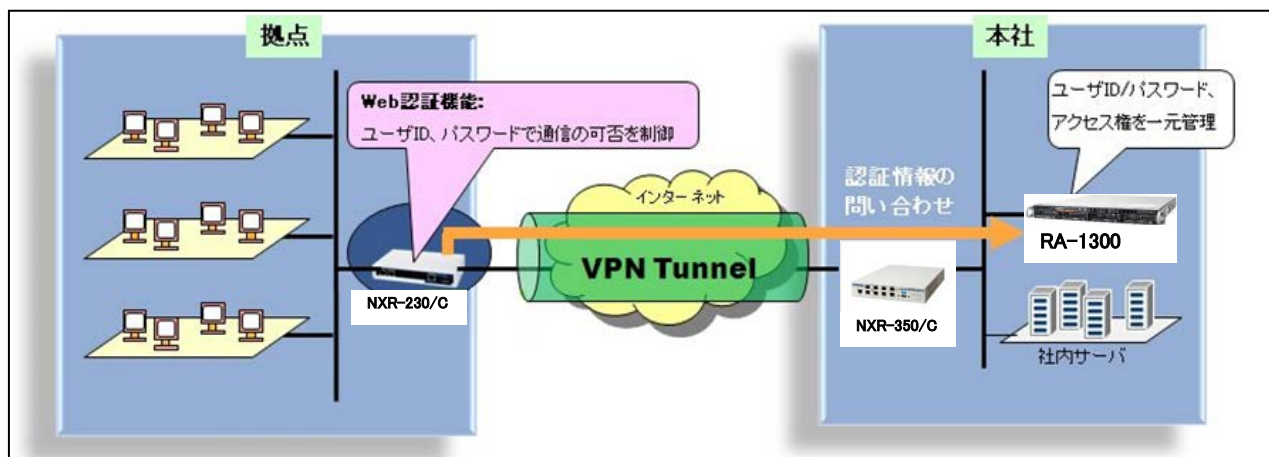 拠点
本社
Web認証機能:
ユーザID、パスワードで通信の可否を制御
ユーザID/パスワード、
アクセス権を一元管理
認証情報の
問い合わせ
インターネット
VPN Tunnel
RA-1300
NXR-230/C
NXR-350/C
社内サーバ